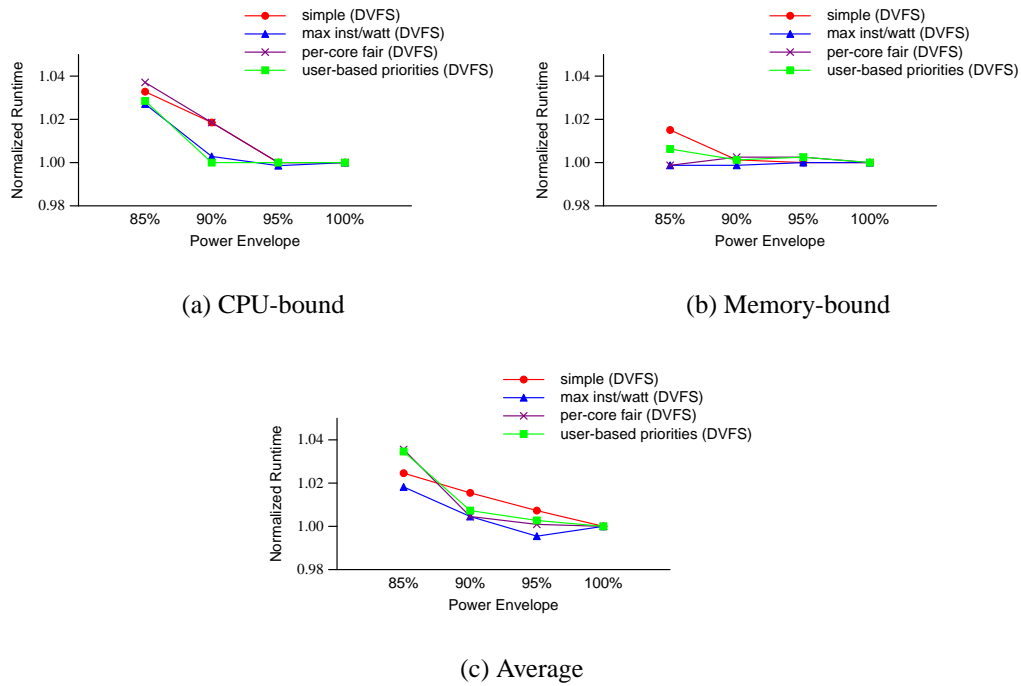 simple (DVFS)
max inst/watt (DVFS)
per-core fair (DVFS)
user-based priorities (DVFS)
Normalized Runtime
1.04
1.02
1.00
0.98
85% 90% 95% 100%
Power Envelope
(a) CPU-bound
simple (DVFS)
max inst/watt (DVFS)
per-core fair (DVFS)
user-based priorities (DVFS)
Normalized Runtime
1.04
1.02
1.00
0.98
85% 90% 95% 100%
Power Envelope
(b) Memory-bound
simple (DVFS)
max inst/watt (DVFS)
per-core fair (DVFS)
user-based priorities (DVFS)
Normalized Runtime
1.04
1.02
1.00
0.98
85% 90% 95% 100%
Power Envelope
(c) Average